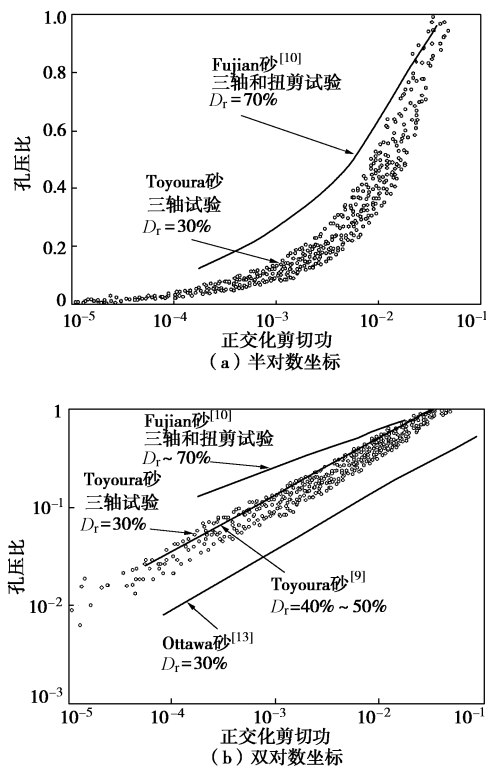 1.0
Fujian砂[10]
三轴和扭剪试验
Dr=70%
0.8
0.6
孔压比
Toyoura砂
三轴试验
Dr=30%
0.4
0.2
0
10-5
10-4
10-3
10-2
10-1
正交化剪切功
(a)半对数坐标
1
Fujian砂[10]
三轴和扭剪试验
Dr~70%
Toyoura砂
三轴试验
Dr=30%
10-1
孔压比
Toyoura砂[9]
Dr=40%~50%
10-2
Ottawa砂[13]
Dr=30%
10-3
10-5
10-4
10-3
10-2
10-1
正交化剪切功
(b)双对数坐标